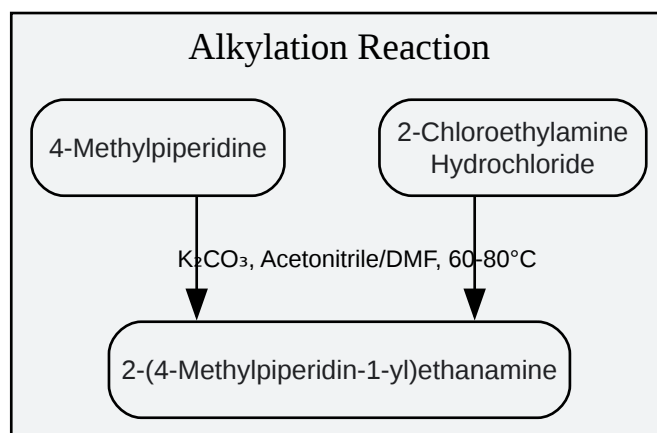 Alkylation Reaction
4-Methylpiperidine
2-Chloroethylamine
Hydrochloride
K₂CO₃, Acetonitrile/DMF, 60-80°C
2-(4-Methylpiperidin-1-yl)ethanamine